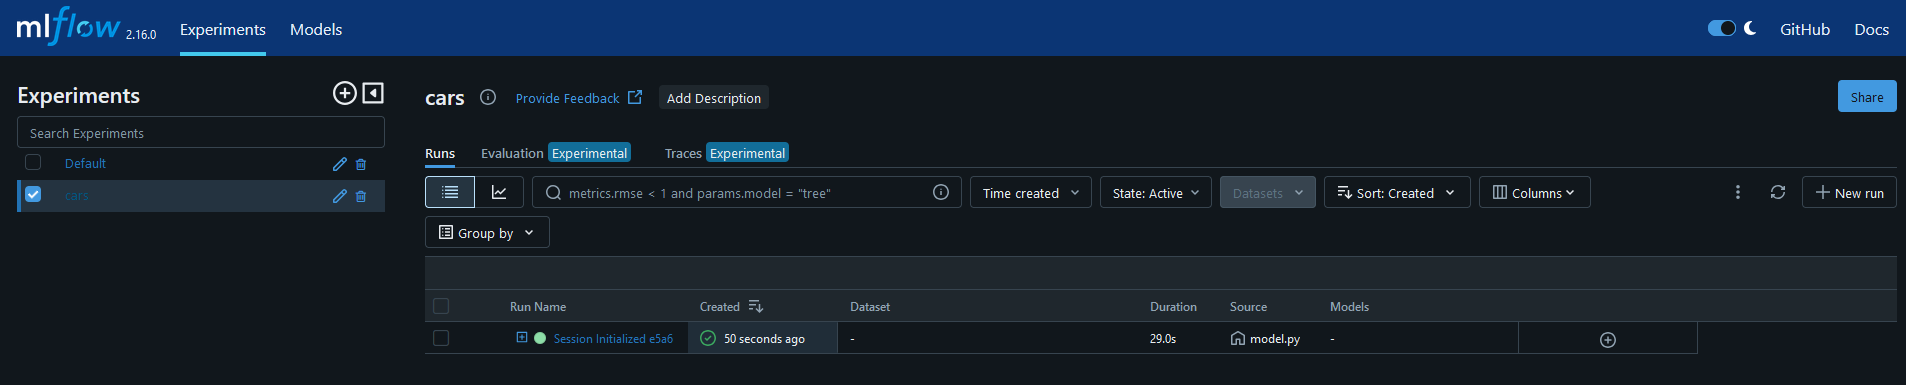 mlflow 2.16.0 Experiments Models GitHub Docs
Experiments
Search Experiments
Default
cars
cars Provide Feedback Add Description Share
Runs Evaluation Experimental Traces Experimental
metrics.rmse < 1 and params.model = "tree" Time created State: Active Datasets Sort: Created Columns New run
Group by
Run Name Created Dataset Duration Source Models
Session Initialized e5a6 50 seconds ago - 29.0s model.py -